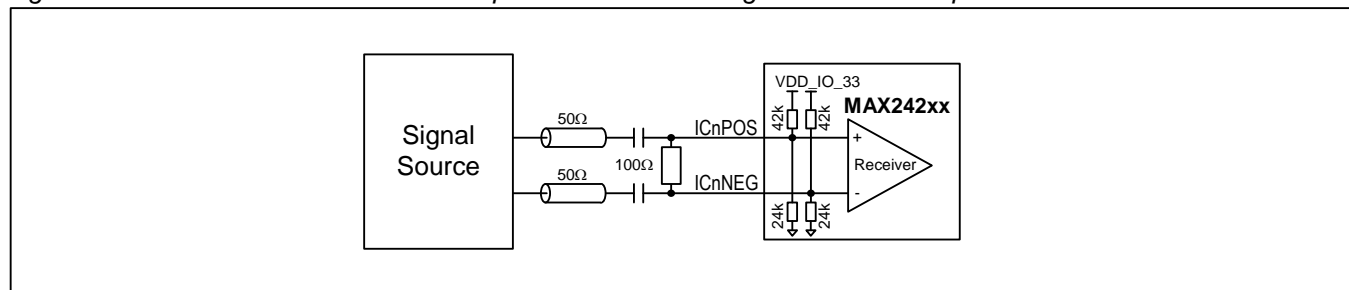 VDD_IO_33
MAX242xx
42k
42k
50Ω
ICnPOS
+
Signal
Source
100Ω
Receiver
50Ω
ICnNEG
-
24k
24k